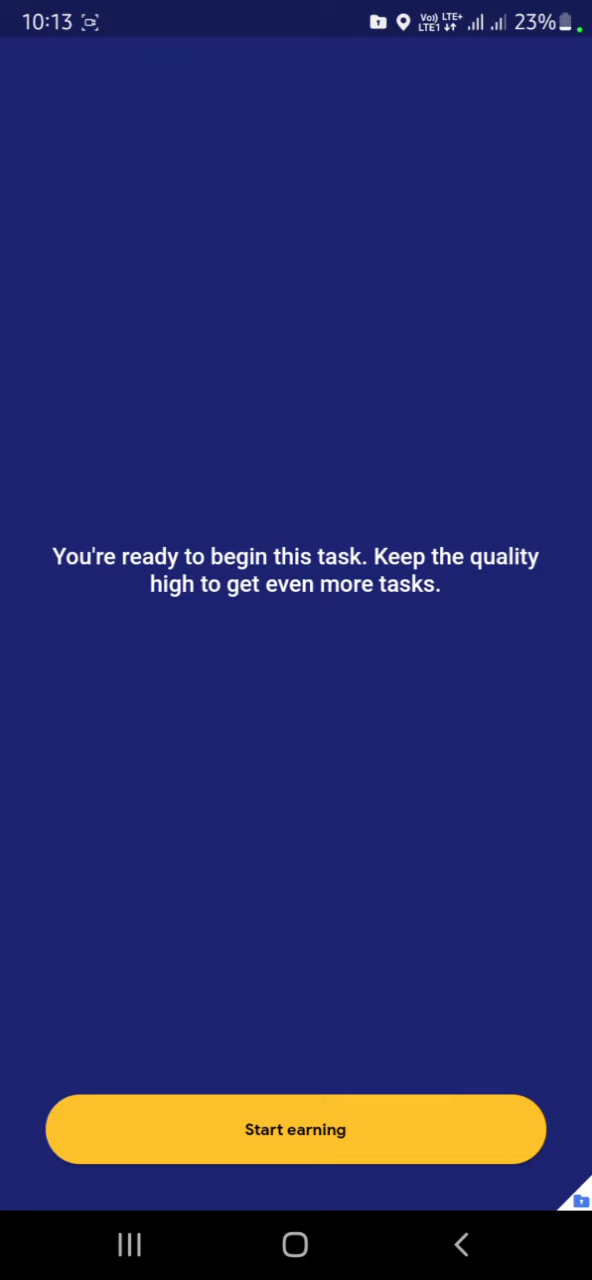 10:13
Vo) LTE+
LTE1
23%
You're ready to begin this task. Keep the quality
high to get even more tasks.
Start earning